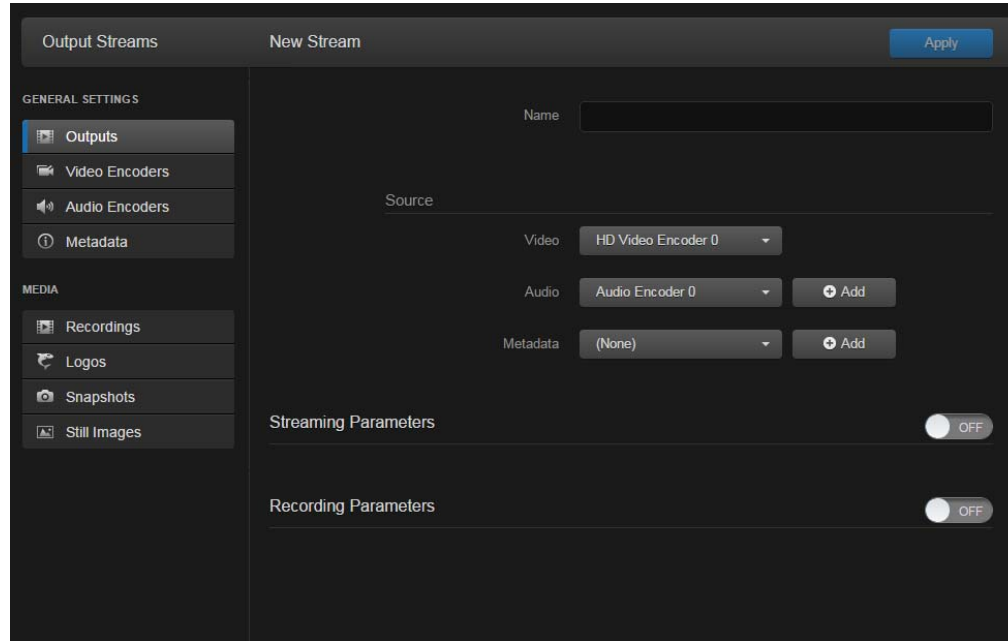 Output Streams
New Stream
Apply
GENERAL SETTINGS
Outputs
Video Encoders
Audio Encoders
Metadata
MEDIA
Recordings
Logos
Snapshots
Still Images
Name
Source
Video
HD Video Encoder 0
Audio
Audio Encoder 0
Add
Metadata
(None)
Add
Streaming Parameters
OFF
Recording Parameters
OFF